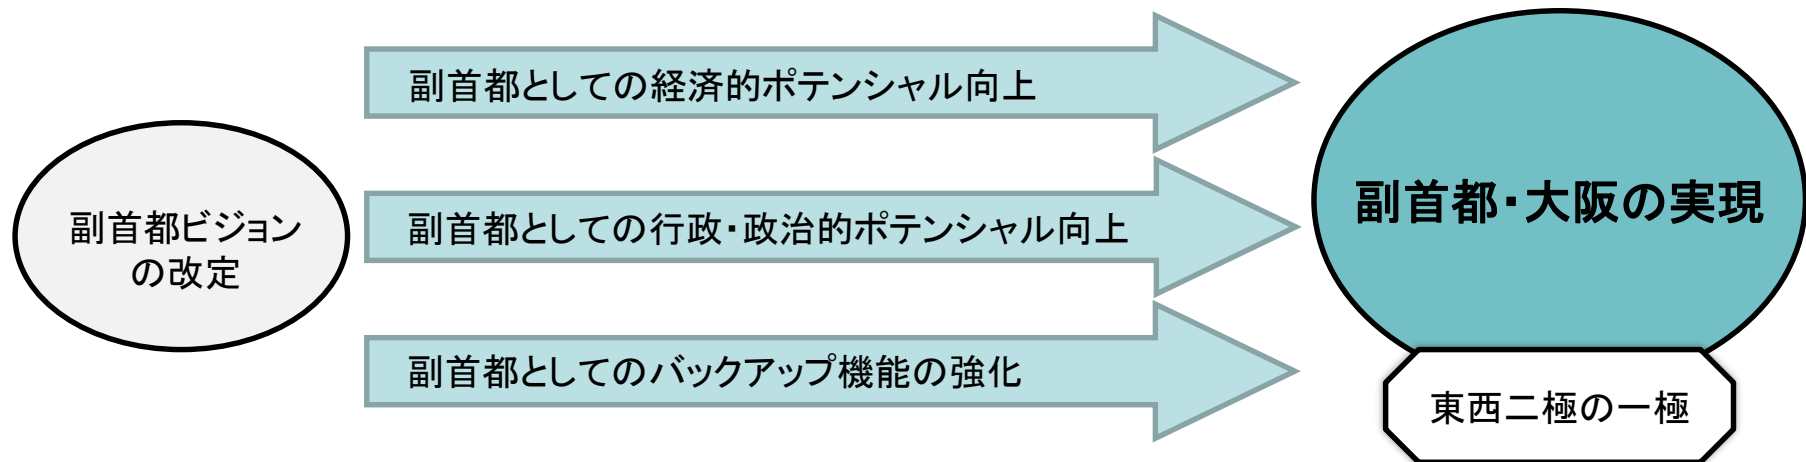 副首都ビジョン
の改定
副首都としての経済的ポテンシャル向上
副首都としての行政・政治的ポテンシャル向上
副首都としてのバックアップ機能の強化
副首都・大阪の実現
東西二極の一極